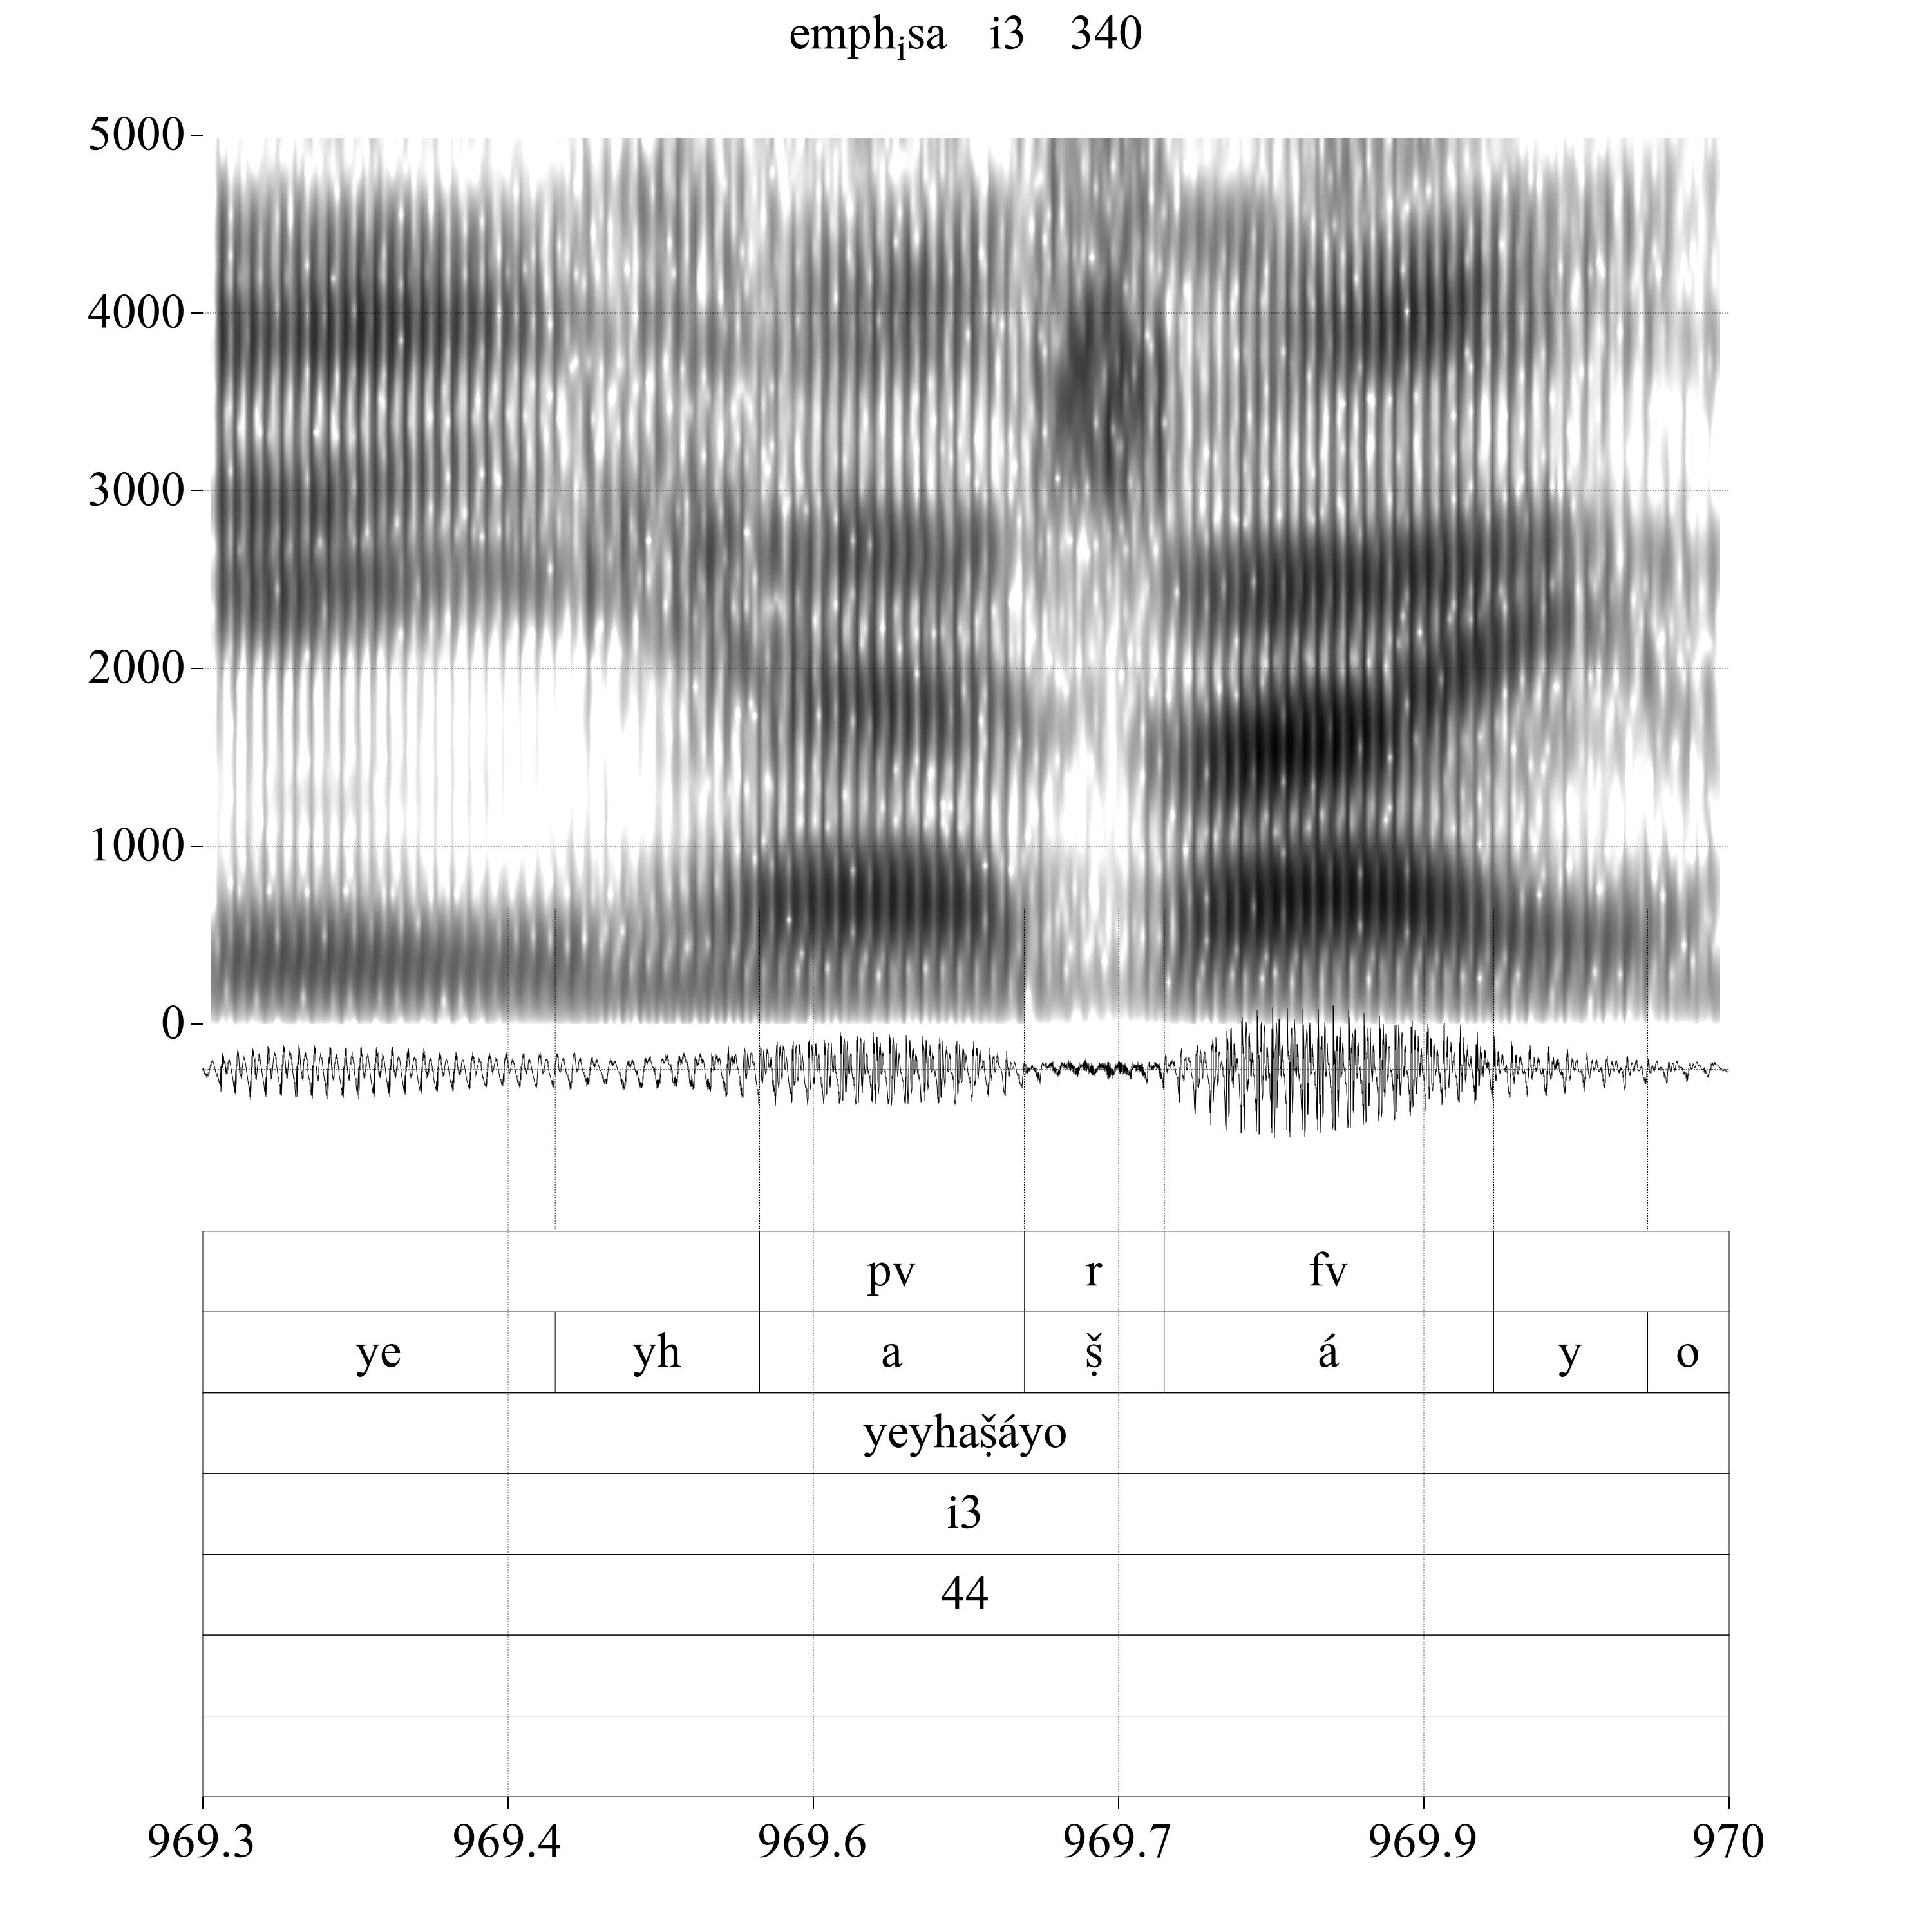 emphᵢsa i3 340
5000
4000
3000
2000
1000
0
pv r fv
ye yh a ṣ̌ á y o
yeyhaṣ̌áyo
i3
44
969.3 969.4 969.6 969.7 969.9 970